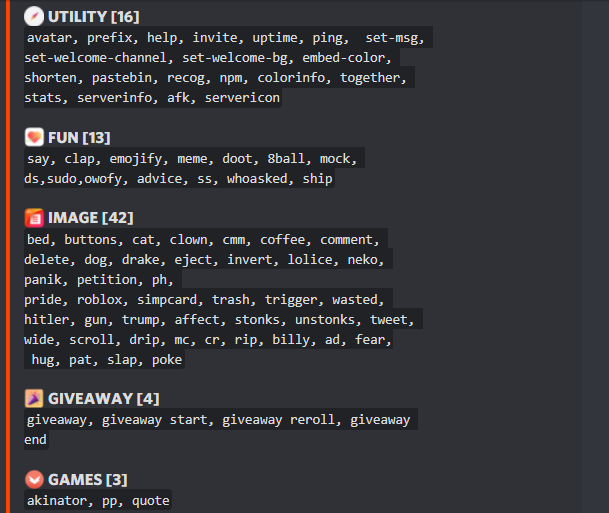 UTILITY [16]
avatar, prefix, help, invite, uptime, ping,  set-msg,
set-welcome-channel, set-welcome-bg, embed-color,
shorten, pastebin, recog, npm, colorinfo, together,
stats, serverinfo, afk, servericon
FUN [13]
say, clap, emojify, meme, doot, 8ball, mock,
ds,sudo,owofy, advice, ss, whoasked, ship
IMAGE [42]
bed, buttons, cat, clown, cmm, coffee, comment,
delete, dog, drake, eject, invert, lolice, neko,
panik, petition, ph,
pride, roblox, simpcard, trash, trigger, wasted,
hitler, gun, trump, affect, stonks, unstonks, tweet,
wide, scroll, drip, mc, cr, rip, billy, ad, fear,
hug, pat, slap, poke
GIVEAWAY [4]
giveaway, giveaway start, giveaway reroll, giveaway
end
GAMES [3]
akinator, pp, quote